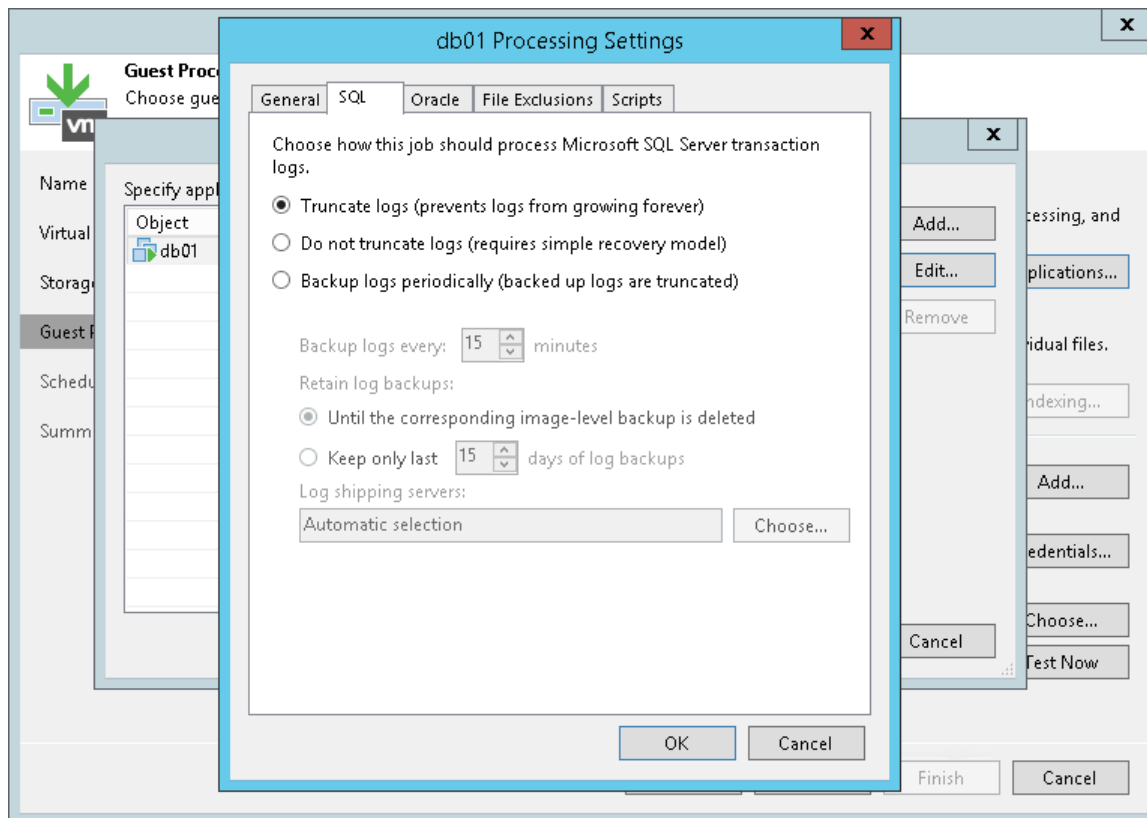 x
db01 Processing Settings
x
Guest Proc
Choose gue
vm
x
Name
Virtual
Storag
Guest P
Schedu
Summ
Specify appl
Object
db01
General
SQL
Oracle
File Exclusions
Scripts
Choose how this job should process Microsoft SQL Server transaction
logs.
Truncate logs (prevents logs from growing forever)
Do not truncate logs (requires simple recovery model)
Backup logs periodically (backed up logs are truncated)
Backup logs every: 15 minutes
Retain log backups:
Until the corresponding image-level backup is deleted
Keep only last 15 days of log backups
Log shipping servers:
Automatic selection
Choose...
OK
Cancel
Add...
Edit...
Remove
Cancel
cessing, and
plications...
vidual files.
ndexing...
Add...
edentials...
Choose...
Test Now
Finish
Cancel